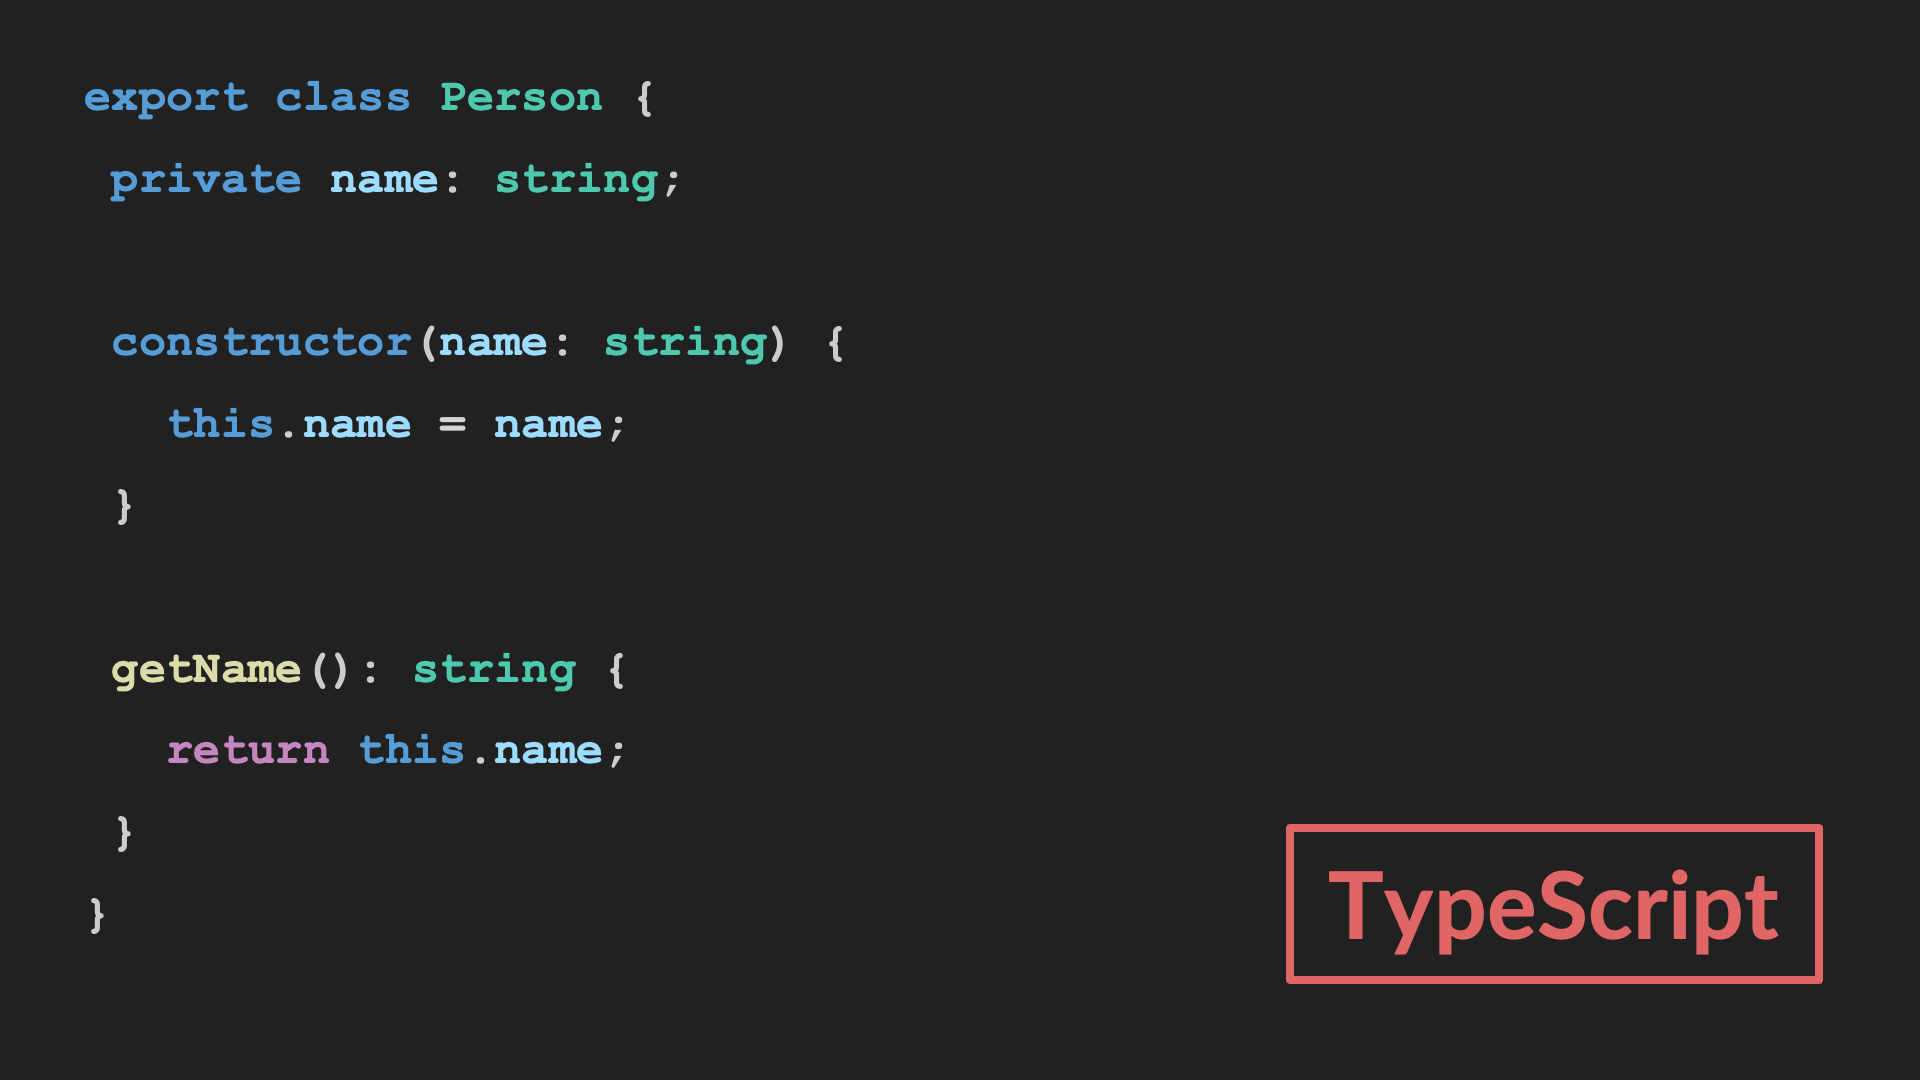 export class Person {
private name: string;
constructor(name: string) {
this.name = name;
}
getName(): string {
return this.name;
}
}
TypeScript